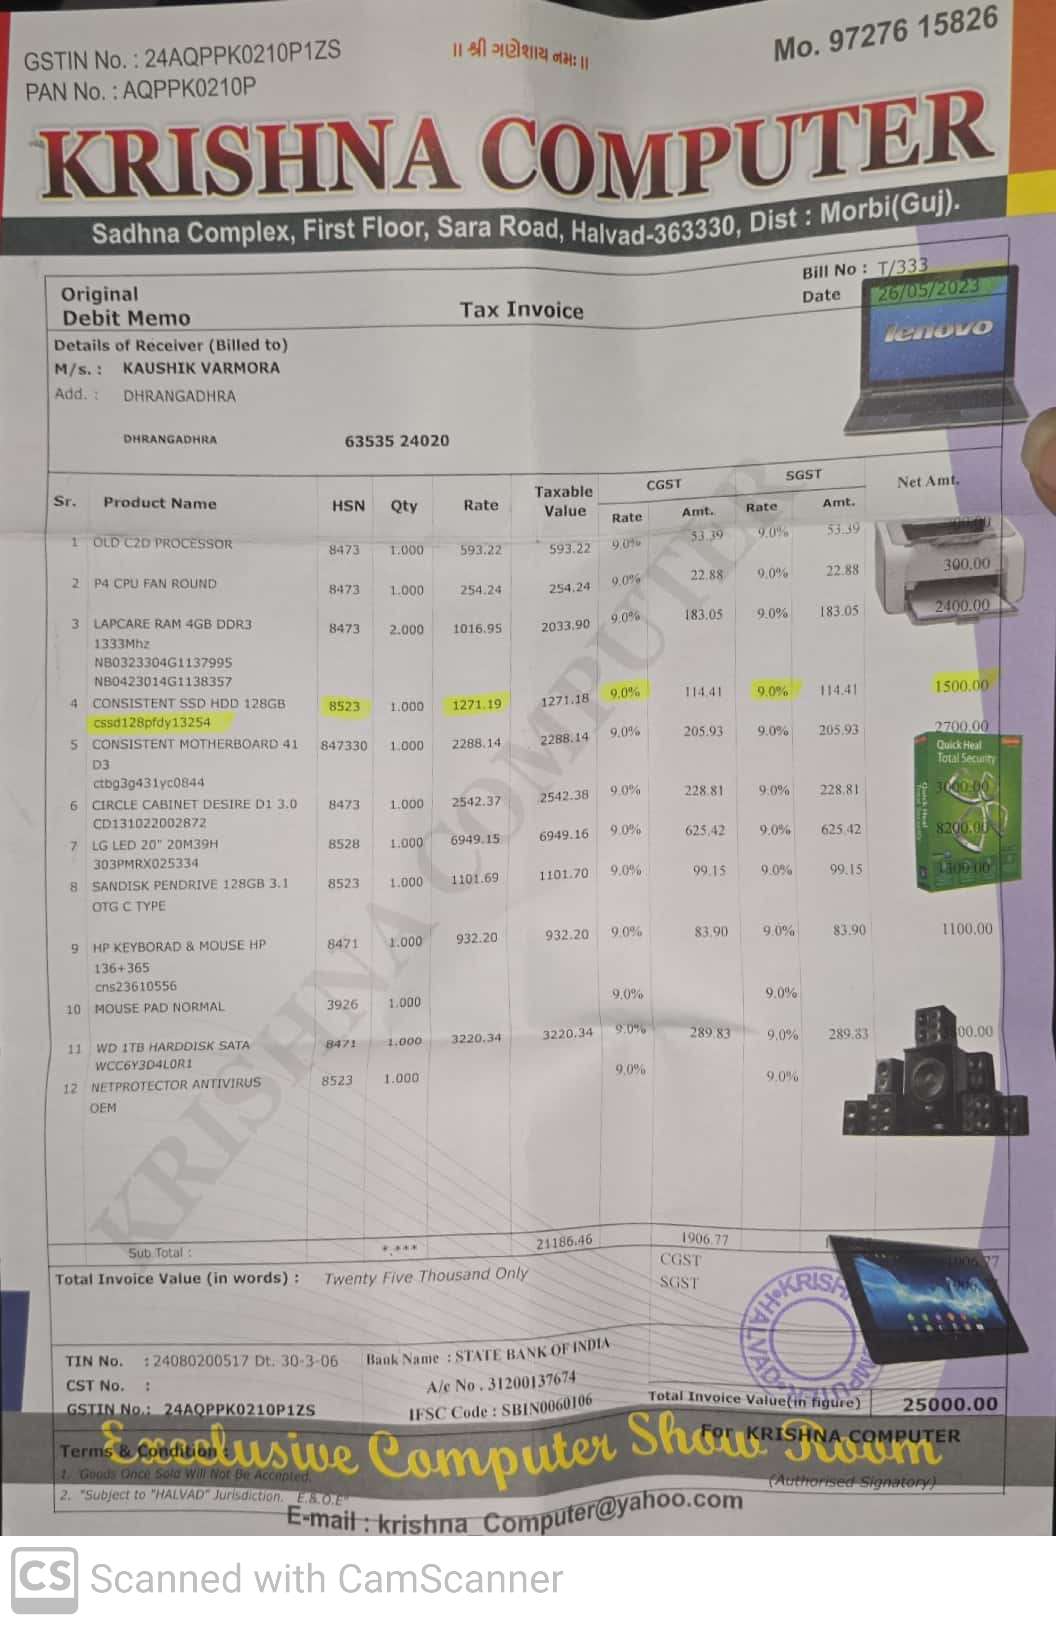 GSTIN No. : 24AQPPK0210P1ZS
PAN No. : AQPPK0210P
॥ શ્રી ગણેશાય નમઃ ॥
Mo. 97276 15826
KRISHNA COMPUTER
Sadhna Complex, First Floor, Sara Road, Halvad-363330, Dist : Morbi(Guj).
Original
Debit Memo
Tax Invoice
Bill No : T/333
Date 26/05/2023
lenovo
Details of Receiver (Billed to)
M/s. : KAUSHIK VARMORA
Add. : DHRANGADHRA
DHRANGADHRA 63535 24020
Sr. Product Name HSN Qty Rate Taxable Value CGST Rate Amt. SGST Rate Amt. Net Amt.
1 OLD C2D PROCESSOR 8473 1.000 593.22 593.22 9.0% 53.39 9.0% 53.39
2 P4 CPU FAN ROUND 8473 1.000 254.24 254.24 9.0% 22.88 9.0% 22.88 300.00
3 LAPCARE RAM 4GB DDR3 8473 2.000 1016.95 2033.90 9.0% 183.05 9.0% 183.05 2400.00
1333Mhz
NB0323304G1137995
NB0423014G1138357
4 CONSISTENT SSD HDD 128GB 8523 1.000 1271.19 1271.18 9.0% 114.41 9.0% 114.41 1500.00
cssd128pfdy13254
5 CONSISTENT MOTHERBOARD 41 847330 1.000 2288.14 2288.14 9.0% 205.93 9.0% 205.93 2700.00
D3
ctbg3g431yc0844
6 CIRCLE CABINET DESIRE D1 3.0 8473 1.000 2542.37 2542.38 9.0% 228.81 9.0% 228.81 3000.00
CD131022002872
7 LG LED 20" 20M39H 8528 1.000 6949.15 6949.16 9.0% 625.42 9.0% 625.42 8200.00
303PMRX025334
8 SANDISK PENDRIVE 128GB 3.1 8523 1.000 1101.69 1101.70 9.0% 99.15 9.0% 99.15 1300.00
OTG C TYPE
9 HP KEYBORAD & MOUSE HP 8471 1.000 932.20 932.20 9.0% 83.90 9.0% 83.90 1100.00
136+365
cns23610556
10 MOUSE PAD NORMAL 3926 1.000 9.0% 9.0%
11 WD 1TB HARDDISK SATA 8471 1.000 3220.34 3220.34 9.0% 289.83 9.0% 289.83
WCC6Y3D4L0R1
12 NETPROTECTOR ANTIVIRUS 8523 1.000 9.0% 9.0%
OEM
Quick Heal
Total Security
KRISHNA COMPUTER
Sub Total : *.*** 21186.46 1906.77
CGST
SGST
Total Invoice Value (in words) : Twenty Five Thousand Only
TIN No. : 24080200517 Dt. 30-3-06
CST No. :
GSTIN No.: 24AQPPK0210P1ZS
Bank Name : STATE BANK OF INDIA
A/c No . 31200137674
IFSC Code : SBIN0060106
Total Invoice Value(in figure) 25000.00
For KRISHNA COMPUTER
Exclusive Computer Show Room
Terms & Condition :
1. Goods Once Sold Will Not Be Accepted.
2. "Subject to "HALVAD" Jurisdiction. E.&.O.E"
(Authorised Signatory)
E-mail : krishna_Computer@yahoo.com
CS Scanned with CamScanner